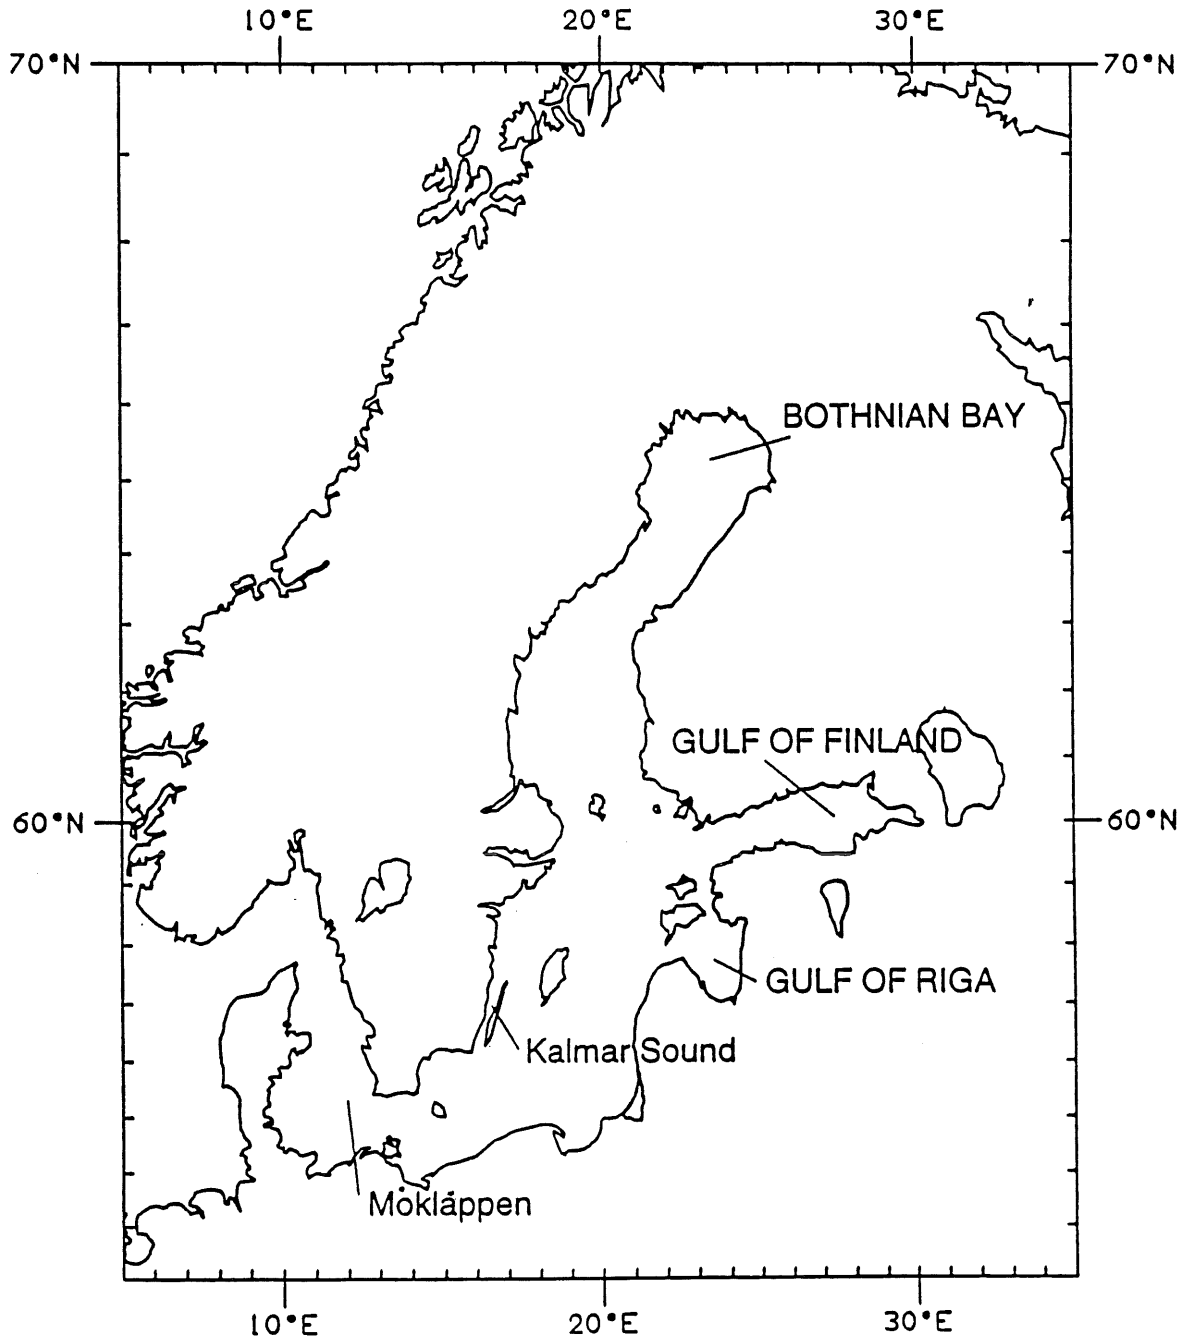 10°E 20°E 30°E
70°N 70°N
BOTHNIAN BAY
GULF OF FINLAND
60°N 60°N
GULF OF RIGA
Kalmar Sound
Mökläppen
10°E 20°E 30°E